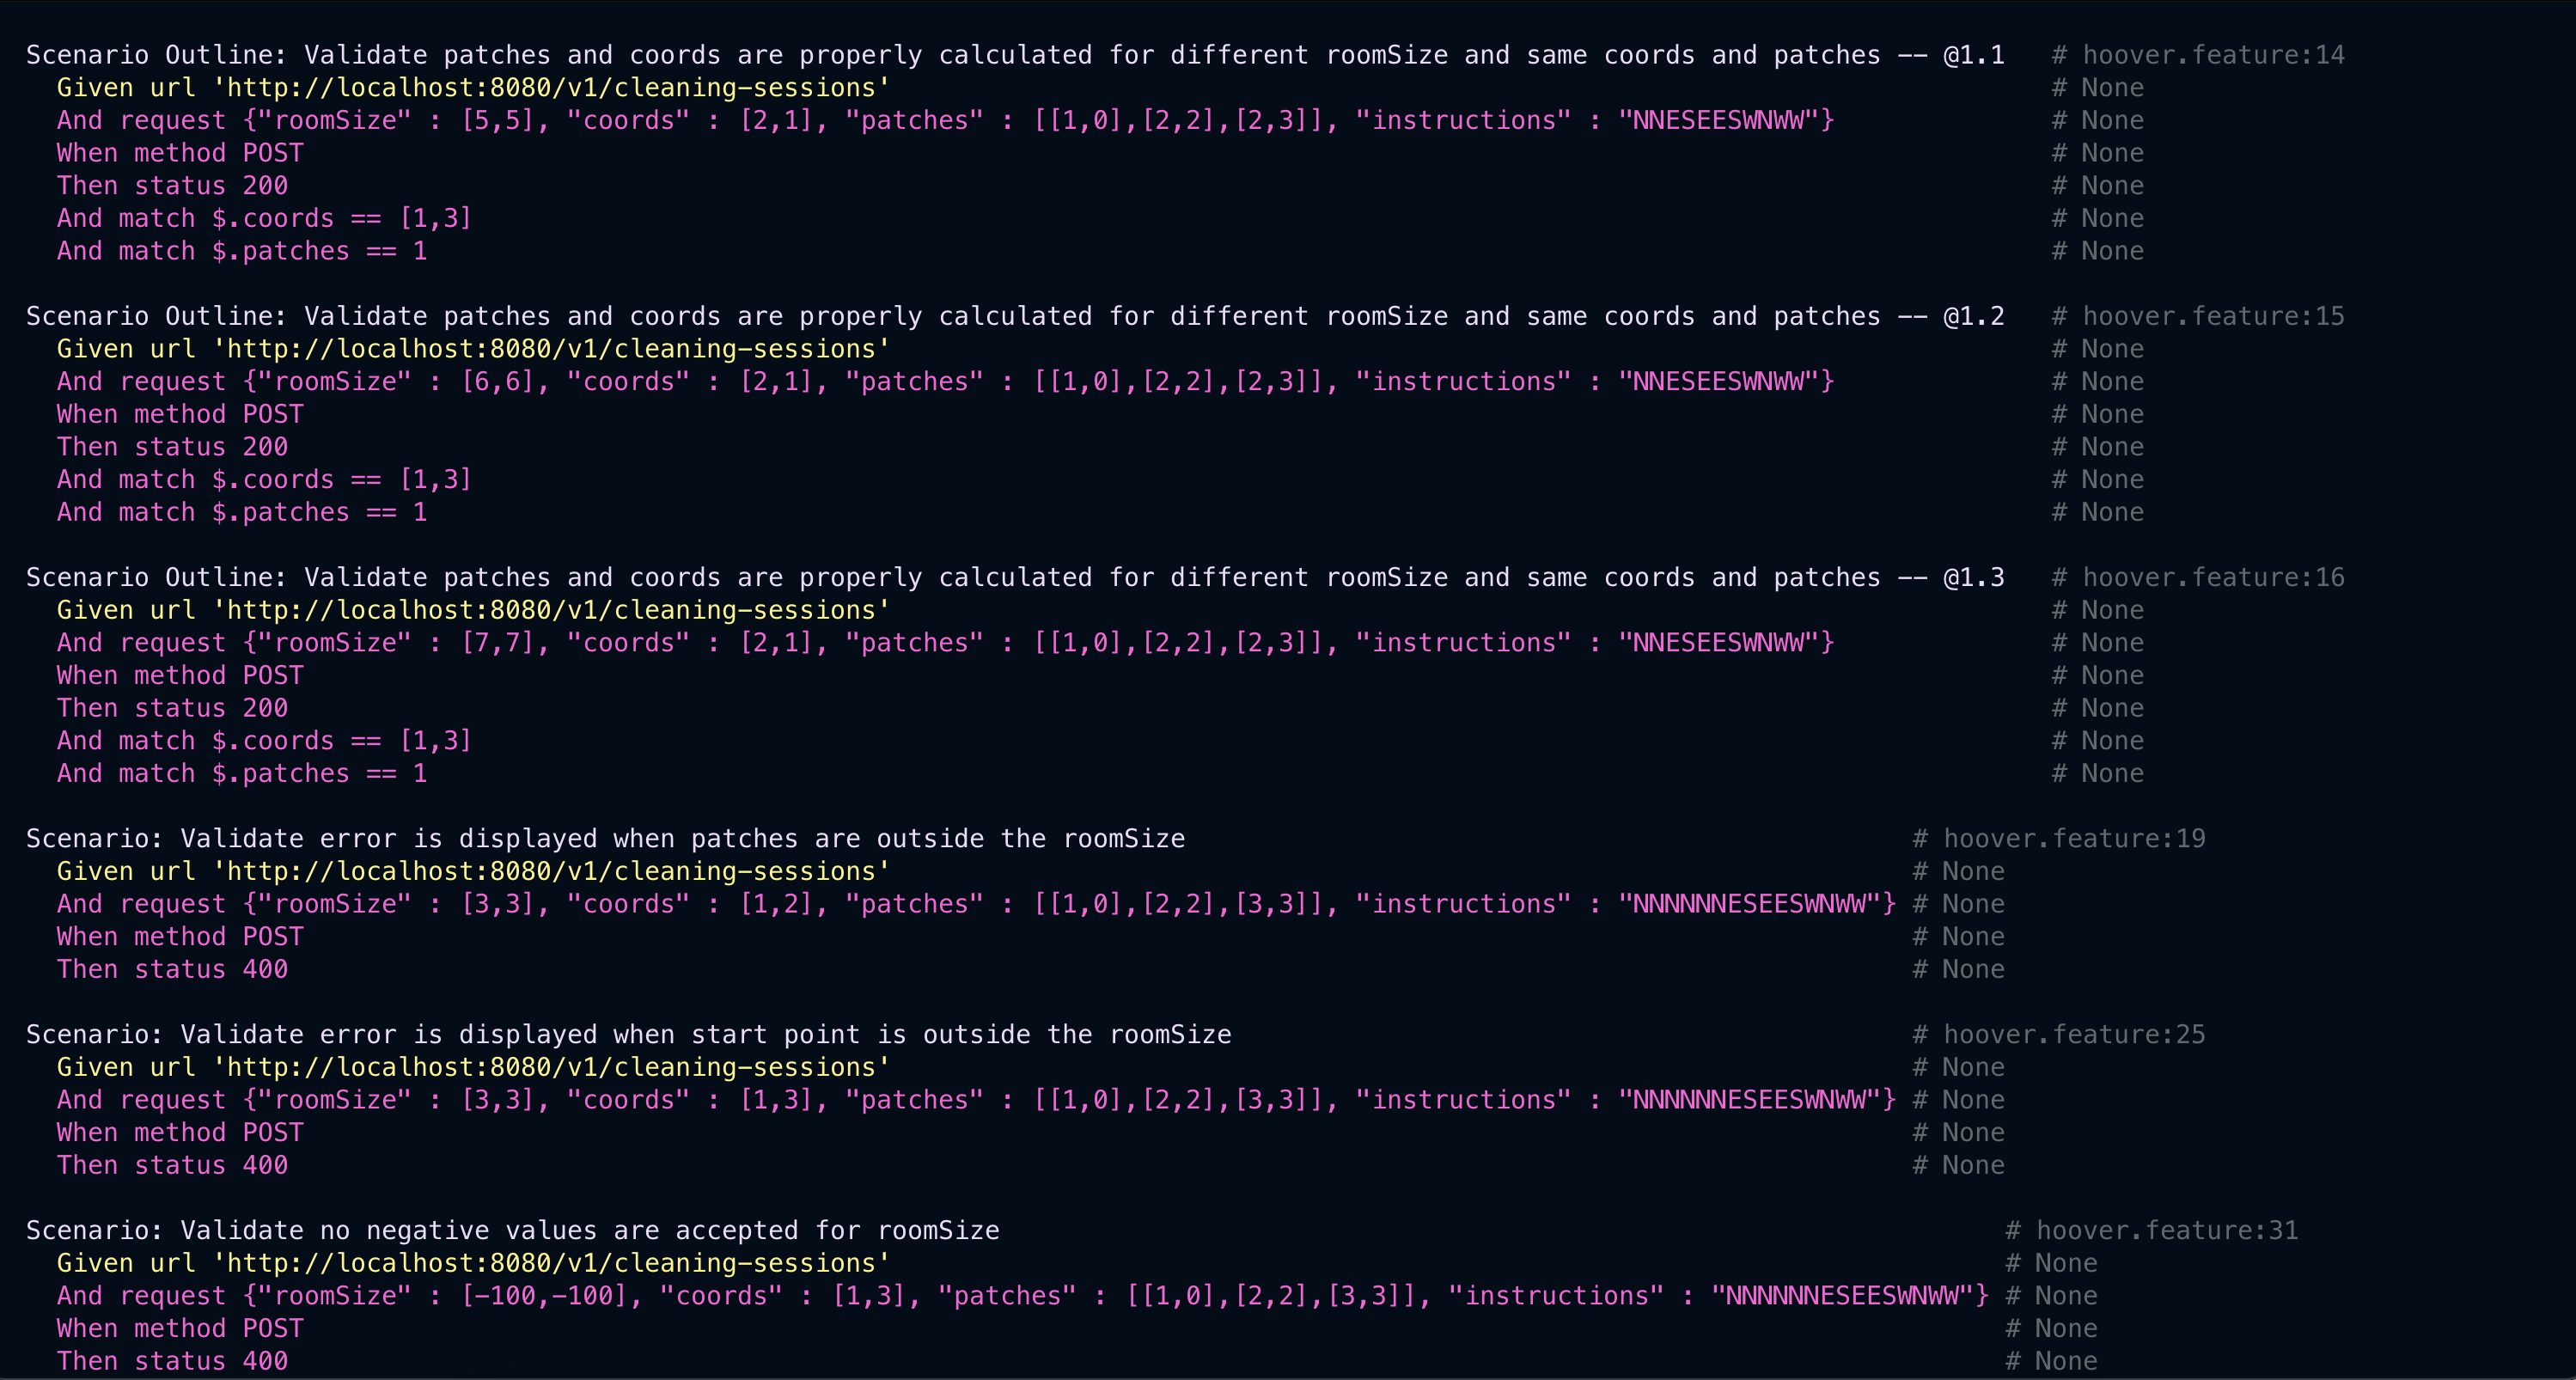 Scenario Outline: Validate patches and coords are properly calculated for different roomSize and same coords and patches -- @1.1   # hoover.feature:14
  Given url 'http://localhost:8080/v1/cleaning-sessions'   # None
  And request {"roomSize" : [5,5], "coords" : [2,1], "patches" : [[1,0],[2,2],[2,3]], "instructions" : "NNESEESWNWW"}   # None
  When method POST   # None
  Then status 200   # None
  And match $.coords == [1,3]   # None
  And match $.patches == 1   # None
Scenario Outline: Validate patches and coords are properly calculated for different roomSize and same coords and patches -- @1.2   # hoover.feature:15
  Given url 'http://localhost:8080/v1/cleaning-sessions'   # None
  And request {"roomSize" : [6,6], "coords" : [2,1], "patches" : [[1,0],[2,2],[2,3]], "instructions" : "NNESEESWNWW"}   # None
  When method POST   # None
  Then status 200   # None
  And match $.coords == [1,3]   # None
  And match $.patches == 1   # None
Scenario Outline: Validate patches and coords are properly calculated for different roomSize and same coords and patches -- @1.3   # hoover.feature:16
  Given url 'http://localhost:8080/v1/cleaning-sessions'   # None
  And request {"roomSize" : [7,7], "coords" : [2,1], "patches" : [[1,0],[2,2],[2,3]], "instructions" : "NNESEESWNWW"}   # None
  When method POST   # None
  Then status 200   # None
  And match $.coords == [1,3]   # None
  And match $.patches == 1   # None
Scenario: Validate error is displayed when patches are outside the roomSize   # hoover.feature:19
  Given url 'http://localhost:8080/v1/cleaning-sessions'   # None
  And request {"roomSize" : [3,3], "coords" : [1,2], "patches" : [[1,0],[2,2],[3,3]], "instructions" : "NNNNNNESEESWNWW"} # None
  When method POST   # None
  Then status 400   # None
Scenario: Validate error is displayed when start point is outside the roomSize   # hoover.feature:25
  Given url 'http://localhost:8080/v1/cleaning-sessions'   # None
  And request {"roomSize" : [3,3], "coords" : [1,3], "patches" : [[1,0],[2,2],[3,3]], "instructions" : "NNNNNNESEESWNWW"} # None
  When method POST   # None
  Then status 400   # None
Scenario: Validate no negative values are accepted for roomSize   # hoover.feature:31
  Given url 'http://localhost:8080/v1/cleaning-sessions'   # None
  And request {"roomSize" : [-100,-100], "coords" : [1,3], "patches" : [[1,0],[2,2],[3,3]], "instructions" : "NNNNNNESEESWNWW"} # None
  When method POST   # None
  Then status 400   # None